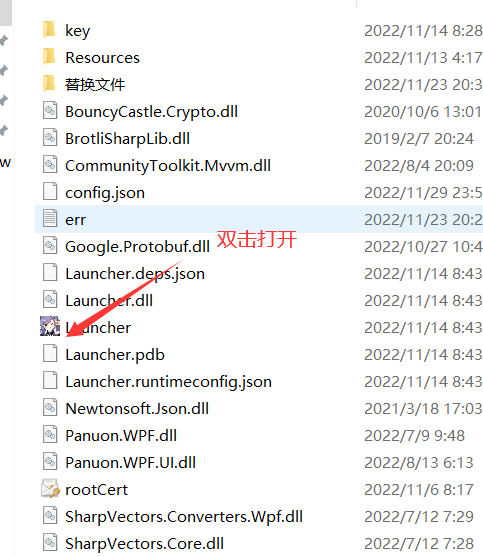 key 2022/11/14 8:28
Resources 2022/11/13 4:17
替换文件 2022/11/23 20:3
BouncyCastle.Crypto.dll 2020/10/6 13:01
BrotliSharpLib.dll 2019/2/7 20:24
CommunityToolkit.Mvvm.dll 2022/8/4 20:09
config.json 2022/11/29 23:5
w
err 2022/11/23 20:2
Google.Protobuf.dll 2022/10/27 10:4
双击打开
Launcher.deps.json 2022/11/14 8:43
Launcher.dll 2022/11/14 8:43
Launcher 2022/11/14 8:43
Launcher.pdb 2022/11/14 8:43
Launcher.runtimeconfig.json 2022/11/14 8:43
Newtonsoft.Json.dll 2021/3/18 17:03
Panuon.WPF.dll 2022/7/9 9:48
Panuon.WPF.UI.dll 2022/8/13 6:13
rootCert 2022/11/6 8:17
SharpVectors.Converters.Wpf.dll 2022/7/12 7:29
SharpVectors.Core.dll 2022/7/12 7:28